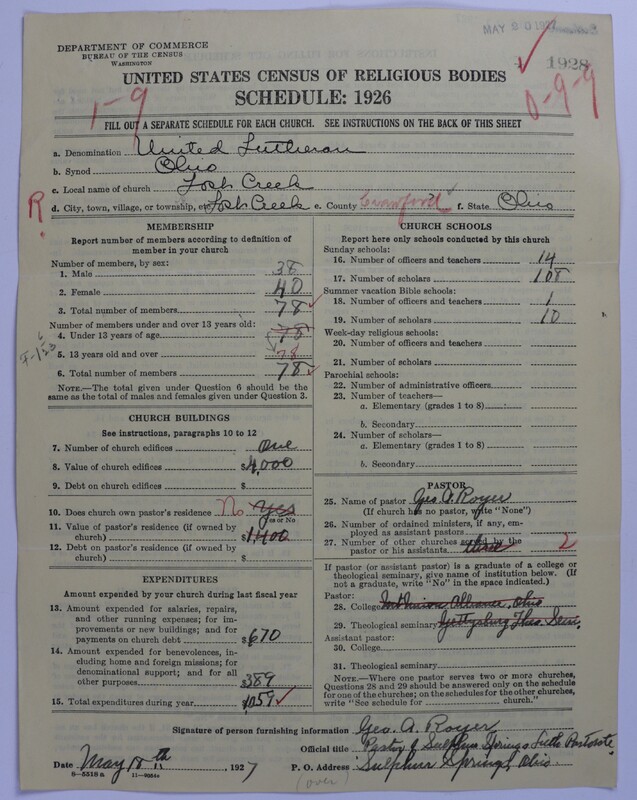 MAY 20 1927
DEPARTMENT OF COMMERCE
BUREAU OF THE CENSUS
WASHINGTON
1928
UNITED STATES CENSUS OF RELIGIOUS BODIES
SCHEDULE: 1926
1-9
0-9-9
FILL OUT A SEPARATE SCHEDULE FOR EACH CHURCH. SEE INSTRUCTIONS ON THE BACK OF THIS SHEET
a. Denomination United Lutheran
b. Synod Ohio
c. Local name of church Loss Creek
R d. City, town, village, or township, etc. Loss Creek e. County Crawford f. State Ohio
MEMBERSHIP
Report number of members according to definition of member in your church
Number of members, by sex:
1. Male 38
2. Female 40
3. Total number of members 78
Number of members under and over 13 years old:
4. Under 13 years of age 78
5. 13 years old and over 78
6. Total number of members 78
NOTE.—The total given under Question 6 should be the same as the total of males and females given under Question 3.
CHURCH BUILDINGS
See instructions, paragraphs 10 to 12
7. Number of church edifices One
8. Value of church edifices $4,000
9. Debt on church edifices $
10. Does church own pastor's residence No Yes
Yes or No
11. Value of pastor's residence (if owned by church) $1,400
12. Debt on pastor's residence (if owned by church) $
EXPENDITURES
Amount expended by your church during last fiscal year
13. Amount expended for salaries, repairs, and other running expenses; for improvements or new buildings; and for payments on church debt $670
14. Amount expended for benevolences, including home and foreign missions; for denominational support; and for all other purposes $389
15. Total expenditures during year $1059
CHURCH SCHOOLS
Report here only schools conducted by this church
Sunday schools:
16. Number of officers and teachers 14
17. Number of scholars 108
Summer vacation Bible schools:
18. Number of officers and teachers 1
19. Number of scholars 10
Week-day religious schools:
20. Number of officers and teachers
21. Number of scholars
Parochial schools:
22. Number of administrative officers
23. Number of teachers—
a. Elementary (grades 1 to 8)
b. Secondary
24. Number of scholars—
a. Elementary (grades 1 to 8)
b. Secondary
PASTOR
25. Name of pastor Geo. A. Royer
(If church has no pastor, write "None")
26. Number of ordained ministers, if any, employed as assistant pastors
27. Number of other churches served by the pastor or his assistants 2
If pastor (or assistant pastor) is a graduate of a college or theological seminary, give name of institution below. (If not a graduate, write "No" in the space indicated.)
Pastor:
28. College Mt. Union Alliance, Ohio
29. Theological seminary Gettysburg Theo. Sem.
Assistant pastor:
30. College
31. Theological seminary
NOTE.—Where one pastor serves two or more churches, Questions 28 and 29 should be answered only on the schedule for one of the churches; on the schedules for the other churches, write "See schedule for church."
Signature of person furnishing information Geo. A. Royer
Official title Pastor of Sulphur Springs Luth Pastorate.
Date May 18th, 1927 P. O. Address Sulphur Springs, Ohio.
8-5518 a
(over)